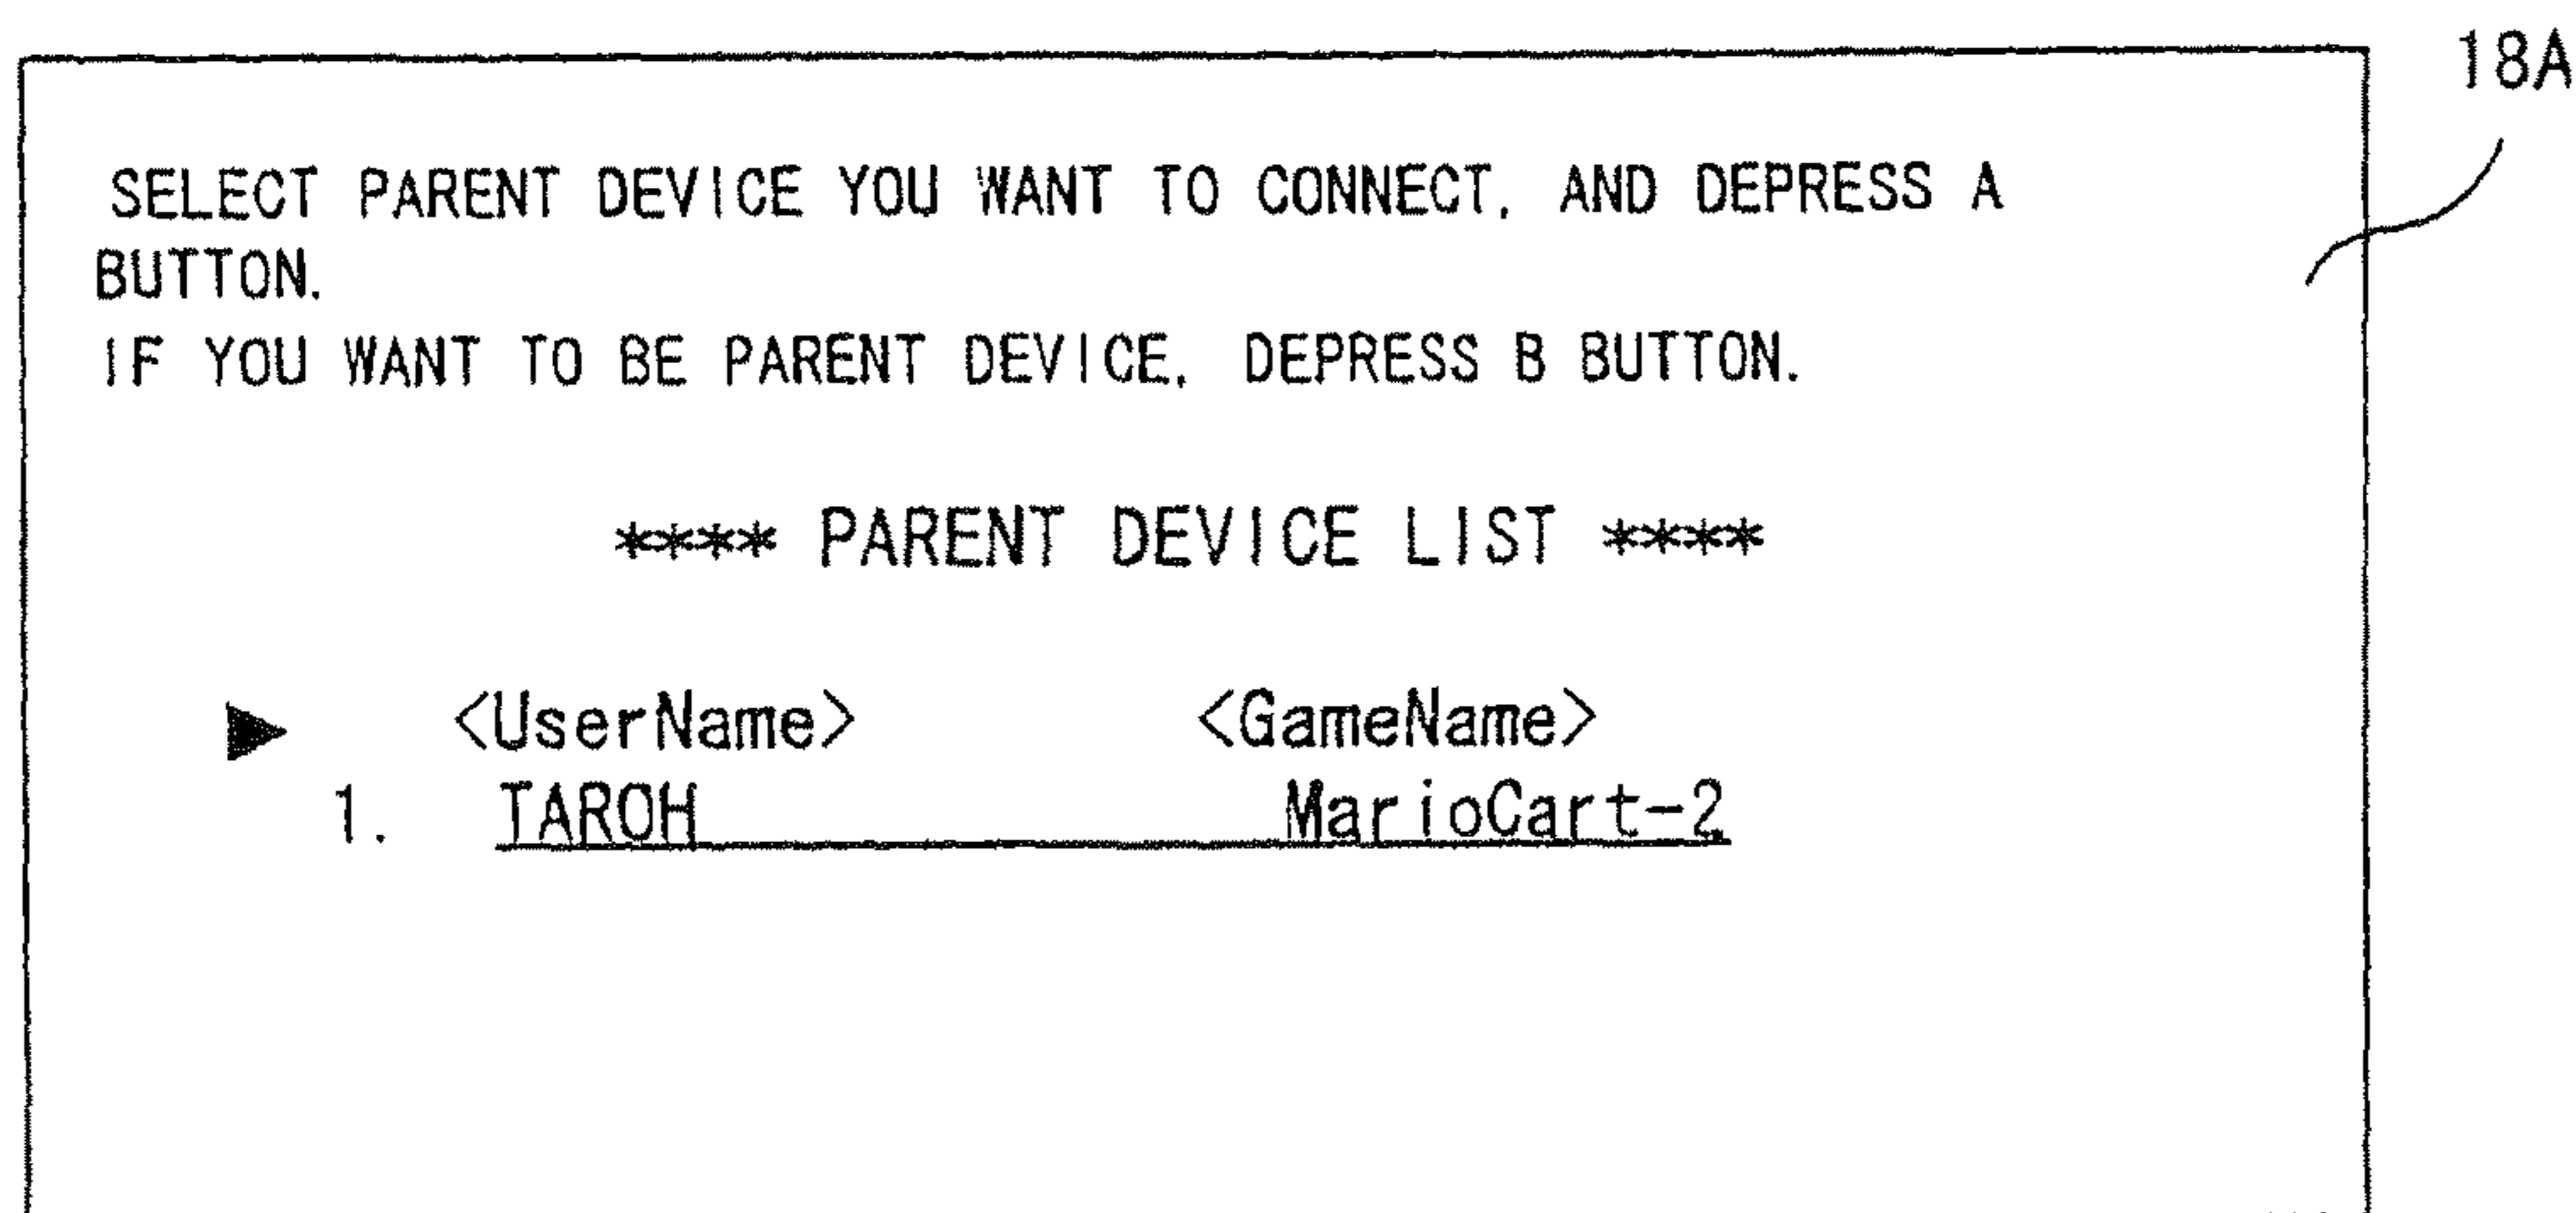 18A
SELECT PARENT DEVICE YOU WANT TO CONNECT, AND DEPRESS A
BUTTON.
IF YOU WANT TO BE PARENT DEVICE, DEPRESS B BUTTON.
**** PARENT DEVICE LIST ****
▶ <UserName> <GameName>
1. TAROH MarioCart-2